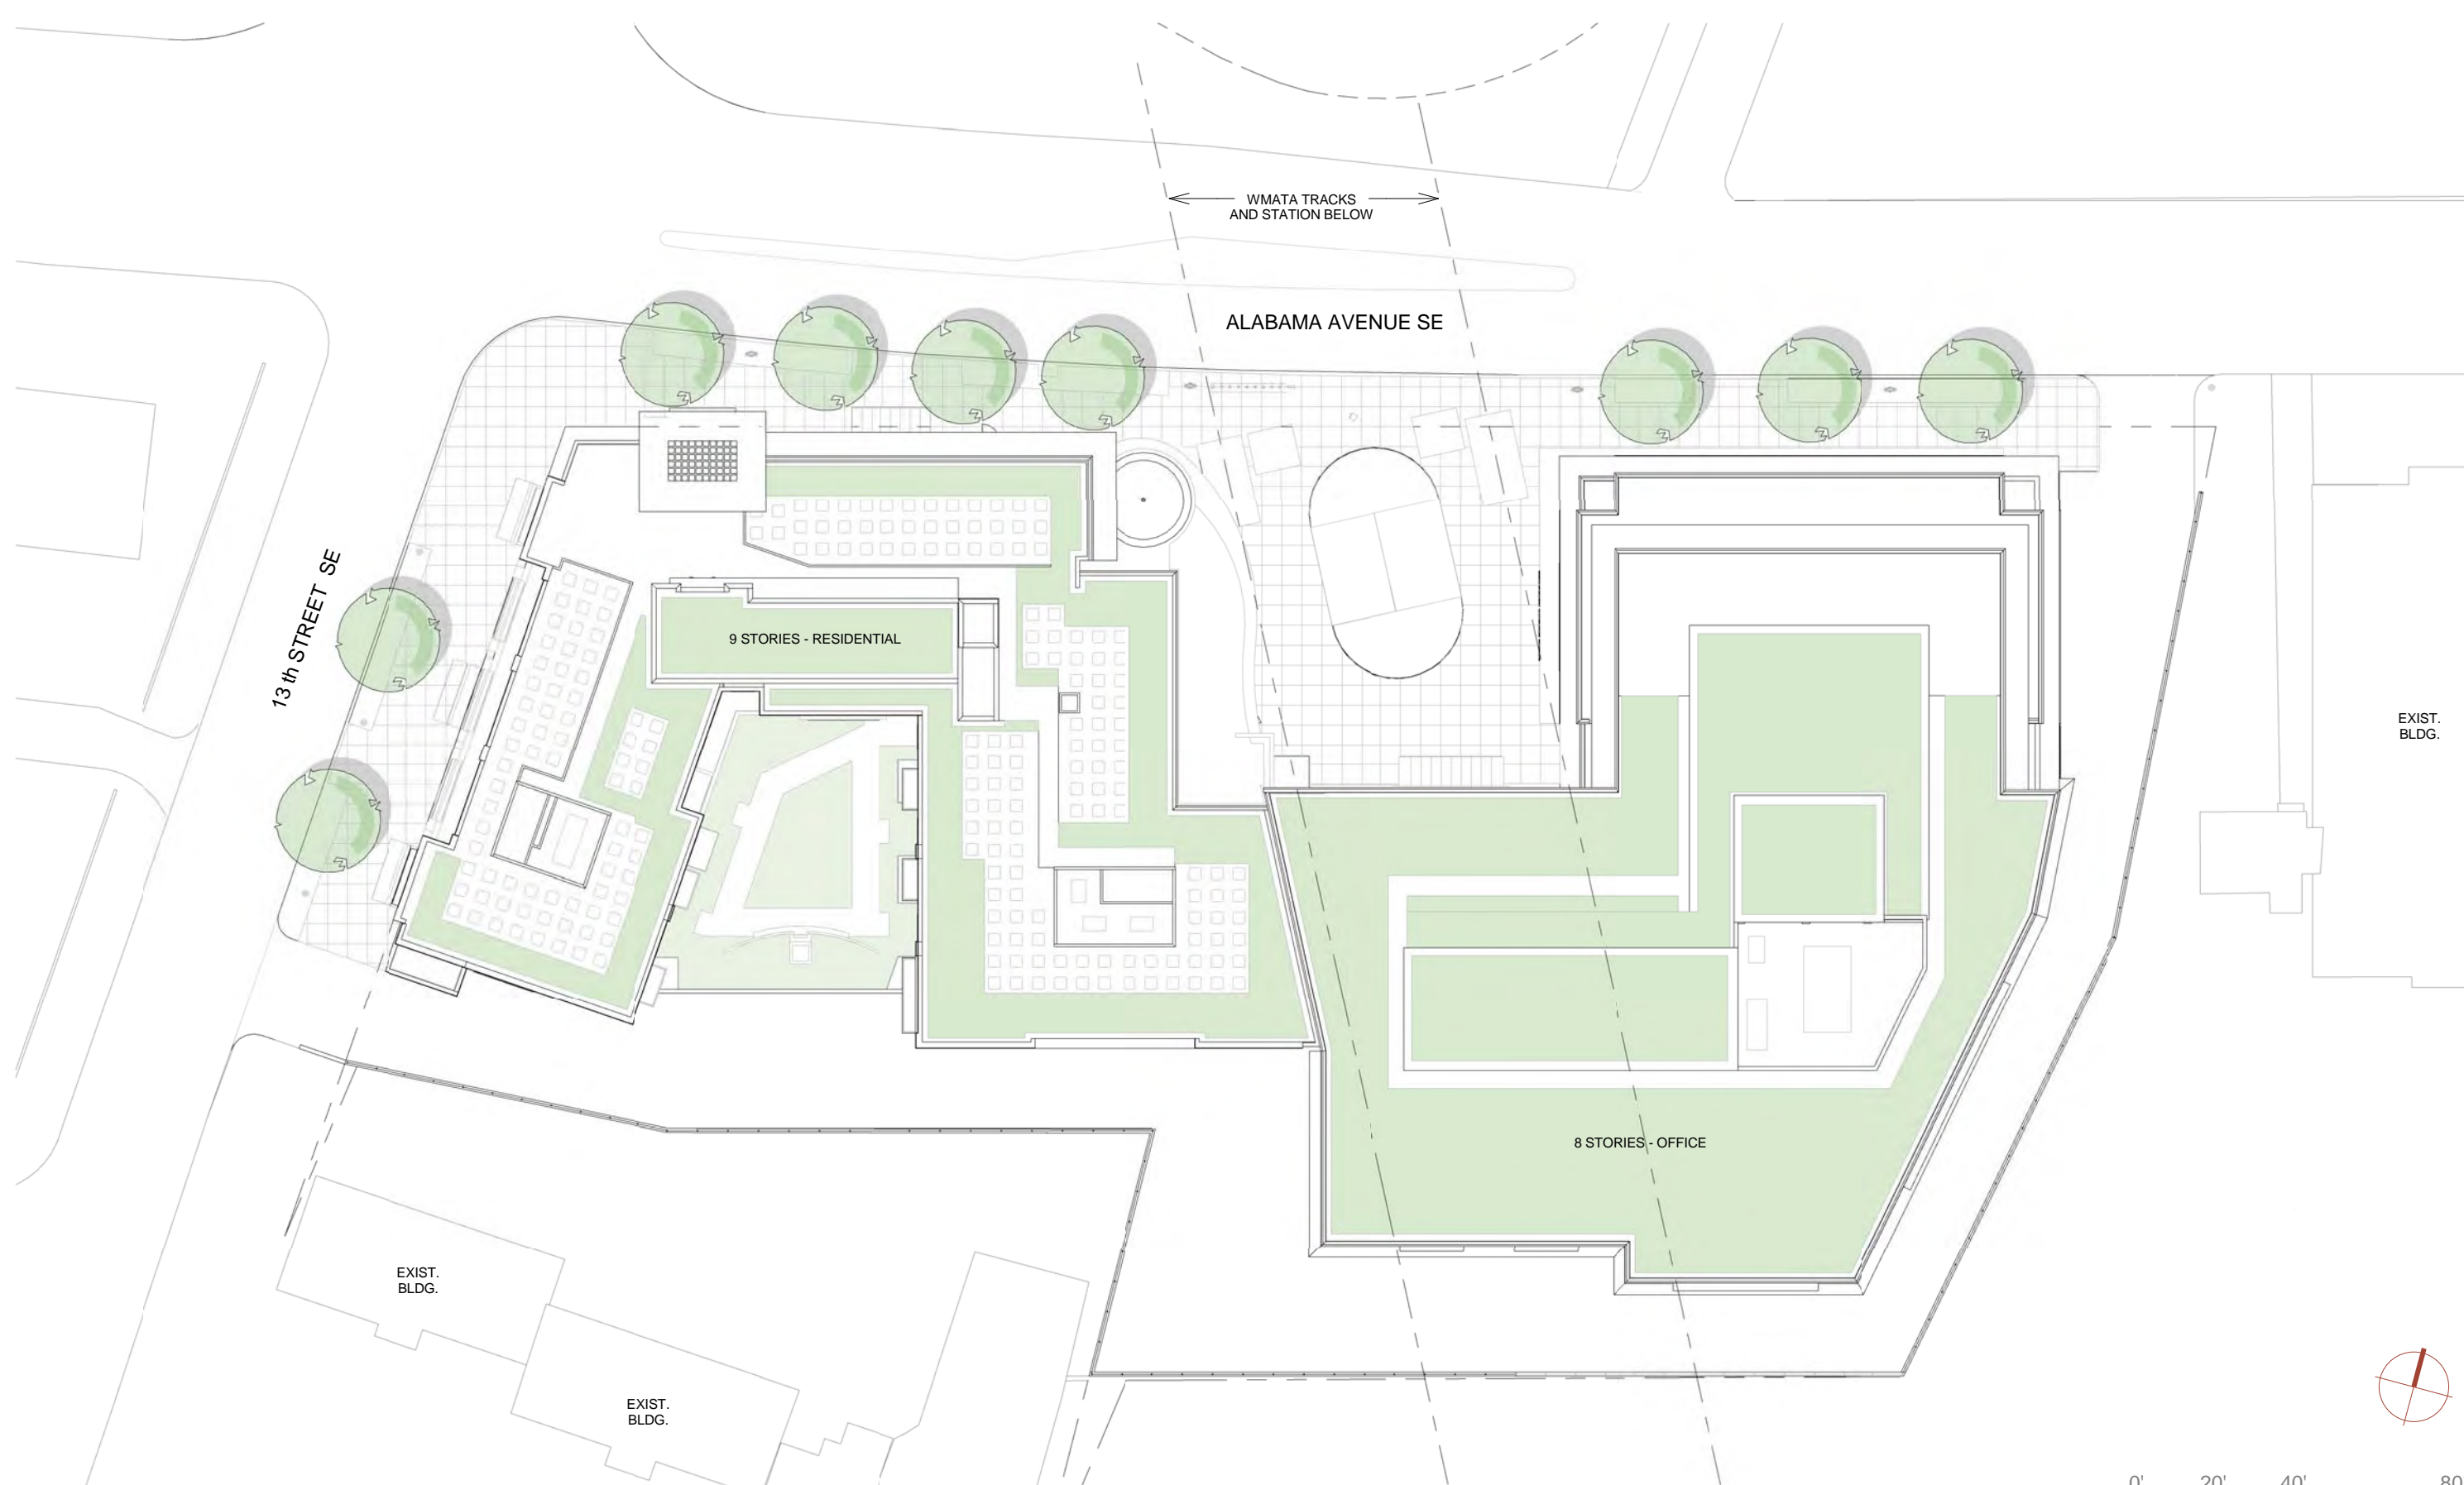 WMATA TRACKS
AND STATION BELOW
ALABAMA AVENUE SE
13 th STREET SE
9 STORIES - RESIDENTIAL
EXIST.
BLDG.
8 STORIES - OFFICE
EXIST.
BLDG.
EXIST.
BLDG.
0' 20' 40' 80